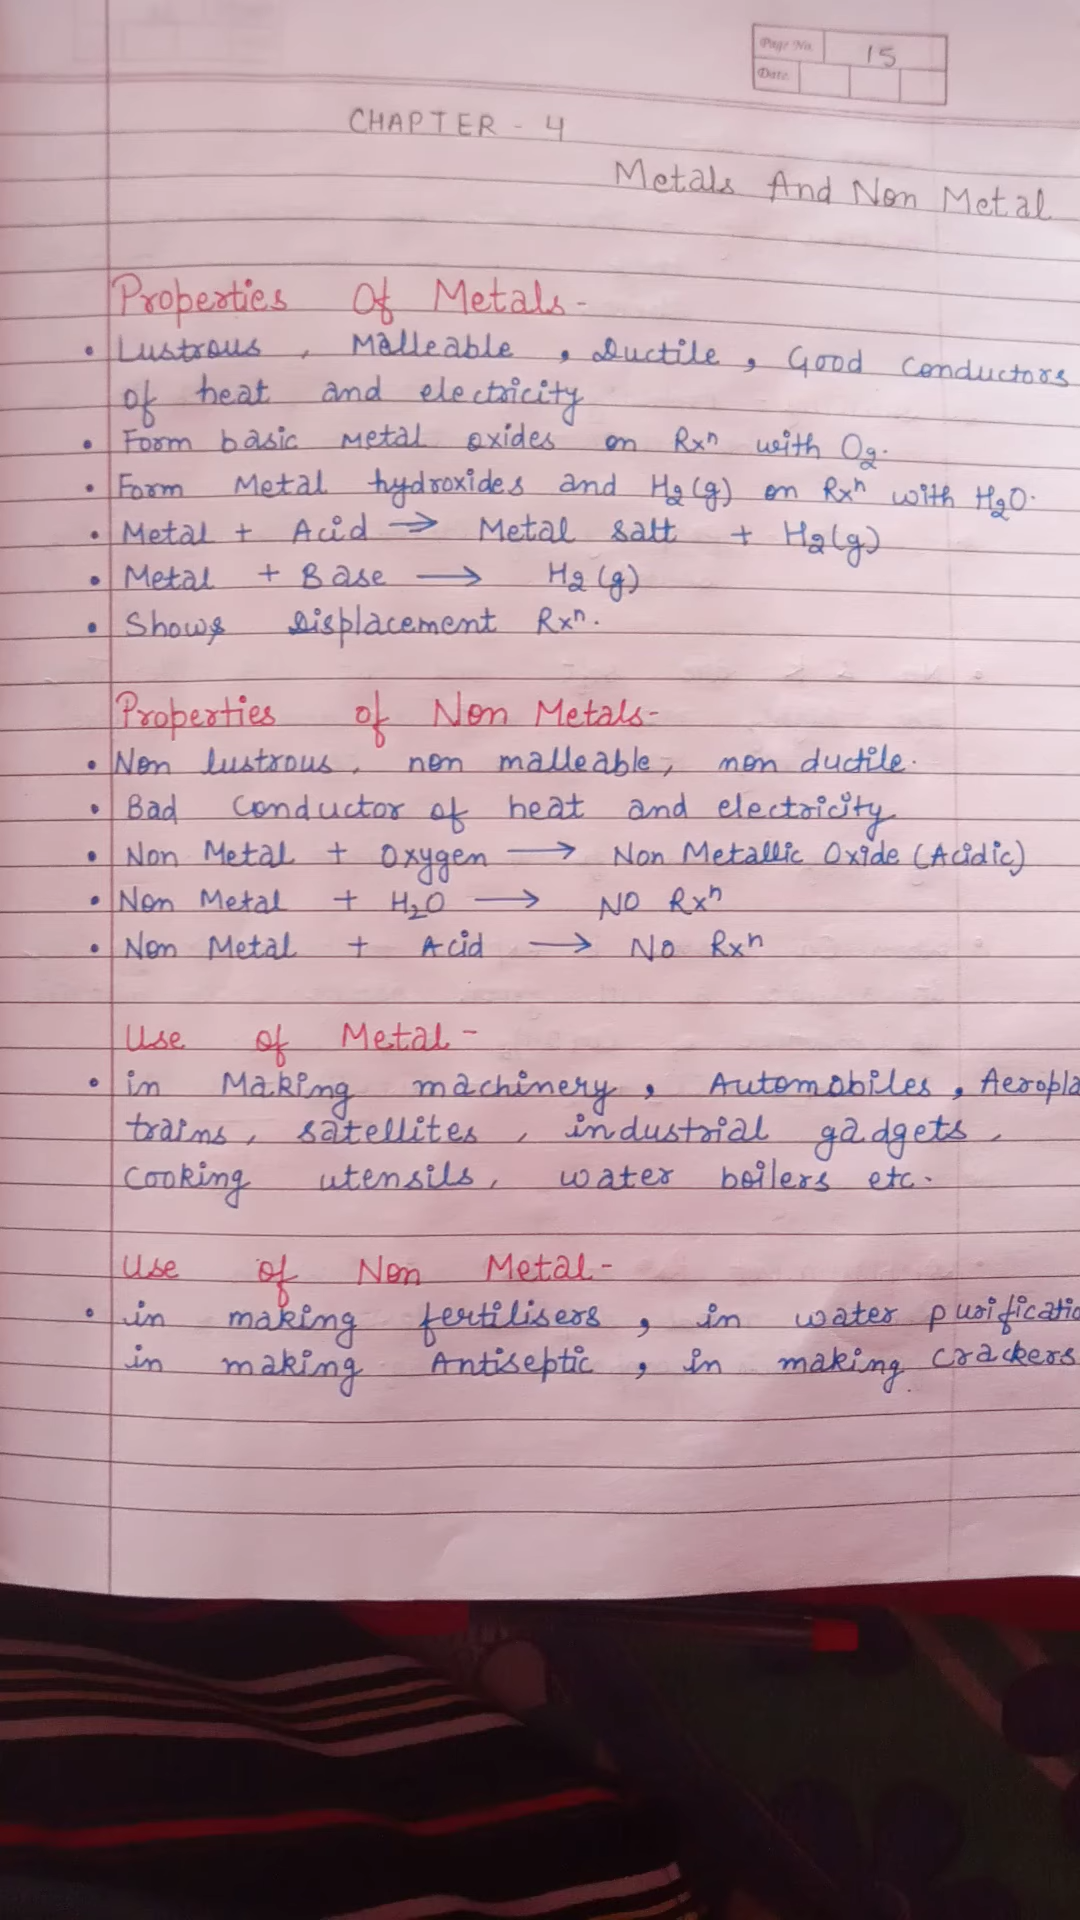 Page No. 15
Date
CHAPTER - 4
Metals And Non Metal
Properties Of Metals-
• Lustrous, Malleable, Ductile, Good Conductors
of heat and electricity
• Form basic metal oxides on Rxⁿ with O₂.
• Form Metal hydroxides and H₂(g) on Rxⁿ with H₂O.
• Metal + Acid → Metal salt + H₂(g)
• Metal + Base → H₂(g)
• Shows Displacement Rxⁿ.
Properties of Non Metals-
• Non lustrous, non malleable, non ductile.
• Bad Conductor of heat and electricity
• Non Metal + Oxygen → Non Metallic Oxide (Acidic)
• Non Metal + H₂O → NO Rxⁿ
• Non Metal + Acid → No Rxⁿ
Use of Metal-
• in Making machinery, Automobiles, Aeropla
trains, satellites, industrial gadgets,
Cooking utensils, water boilers etc.
Use of Non Metal-
• in making fertilisers, in water purificatio
in making Antiseptic, in making crackers